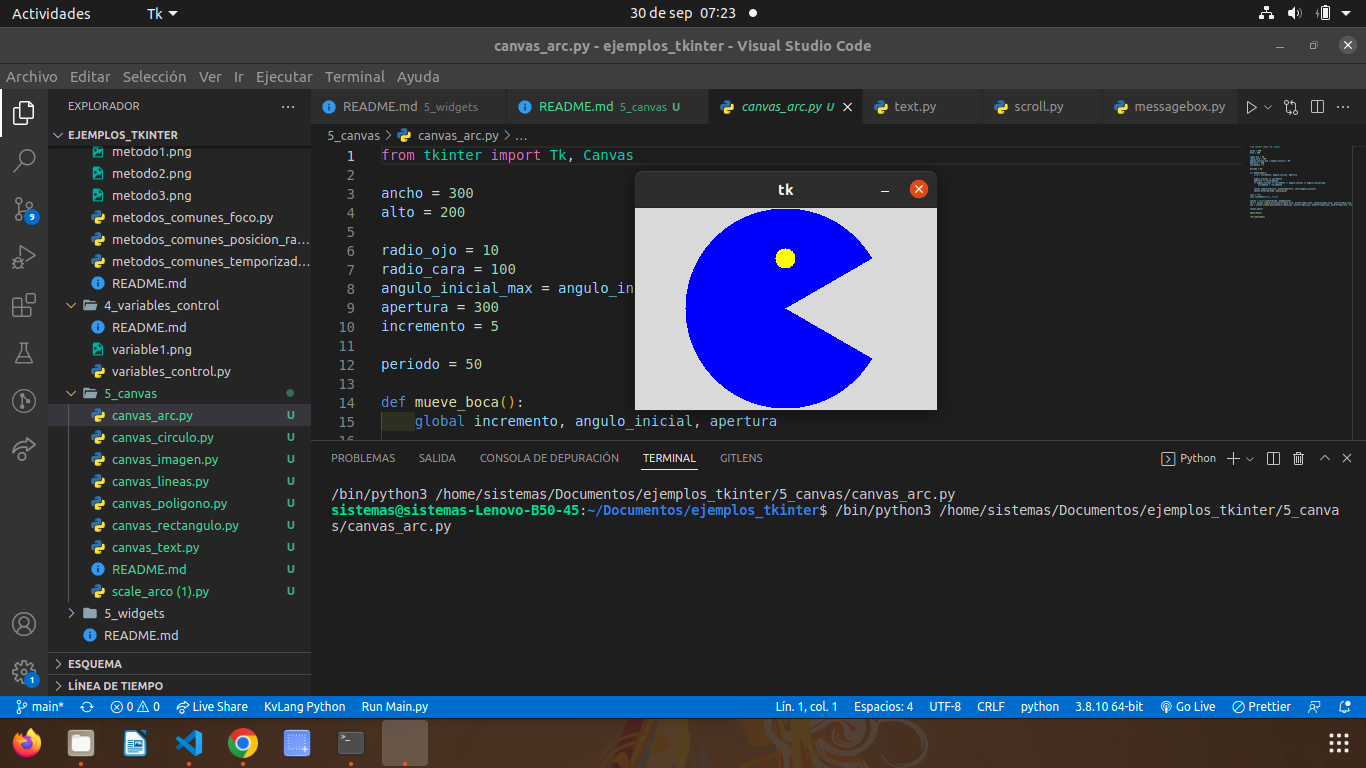 Actividades Tk 30 de sep 07:23
canvas_arc.py - ejemplos_tkinter - Visual Studio Code
Archivo Editar Selección Ver Ir Ejecutar Terminal Ayuda
EXPLORADOR
README.md 5_widgets README.md 5_canvas U canvas_arc.py U text.py scroll.py messagebox.py
EJEMPLOS_TKINTER
metodo1.png
metodo2.png
metodo3.png
metodos_comunes_foco.py
metodos_comunes_posicion_ra...
metodos_comunes_temporizad...
README.md
4_variables_control
README.md
variable1.png
variables_control.py
5_canvas
canvas_arc.py U
canvas_circulo.py U
canvas_imagen.py U
canvas_lineas.py U
canvas_poligono.py U
canvas_rectangulo.py U
canvas_text.py U
README.md U
scale_arco (1).py U
5_widgets
README.md
ESQUEMA
LÍNEA DE TIEMPO
9
1
5_canvas > canvas_arc.py > ...
1 from tkinter import Tk, Canvas
2
3 ancho = 300
4 alto = 200
5
6 radio_ojo = 10
7 radio_cara = 100
8 angulo_inicial_max = angulo_in
9 apertura = 300
10 incremento = 5
11
12 periodo = 50
13
14 def mueve_boca():
15 global incremento, angulo_inicial, apertura
16
tk
PROBLEMAS SALIDA CONSOLA DE DEPURACIÓN TERMINAL GITLENS
Python
/bin/python3 /home/sistemas/Documentos/ejemplos_tkinter/5_canvas/canvas_arc.py
sistemas@sistemas-Lenovo-B50-45:~/Documentos/ejemplos_tkinter$ /bin/python3 /home/sistemas/Documentos/ejemplos_tkinter/5_canva
s/canvas_arc.py
main* 0 0 Live Share KvLang Python Run Main.py Lín. 1, col. 1 Espacios: 4 UTF-8 CRLF python 3.8.10 64-bit Go Live Prettier